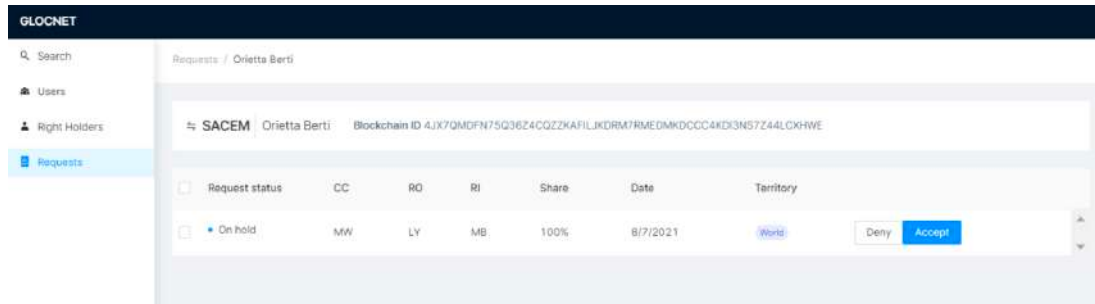 GLOCNET
Search
Users
Right Holders
Requests
Requests / Orietta Berti
SACEM Orietta Berti Blockchain ID 4JX7QMDFN75Q36Z4CQZZKAFILJKDRM7RMEDMKDCCC4KDI3N57Z44LCXHWE
Request status CC RO RI Share Date Territory
On hold MW LY MB 100% 8/7/2021 World Deny Accept